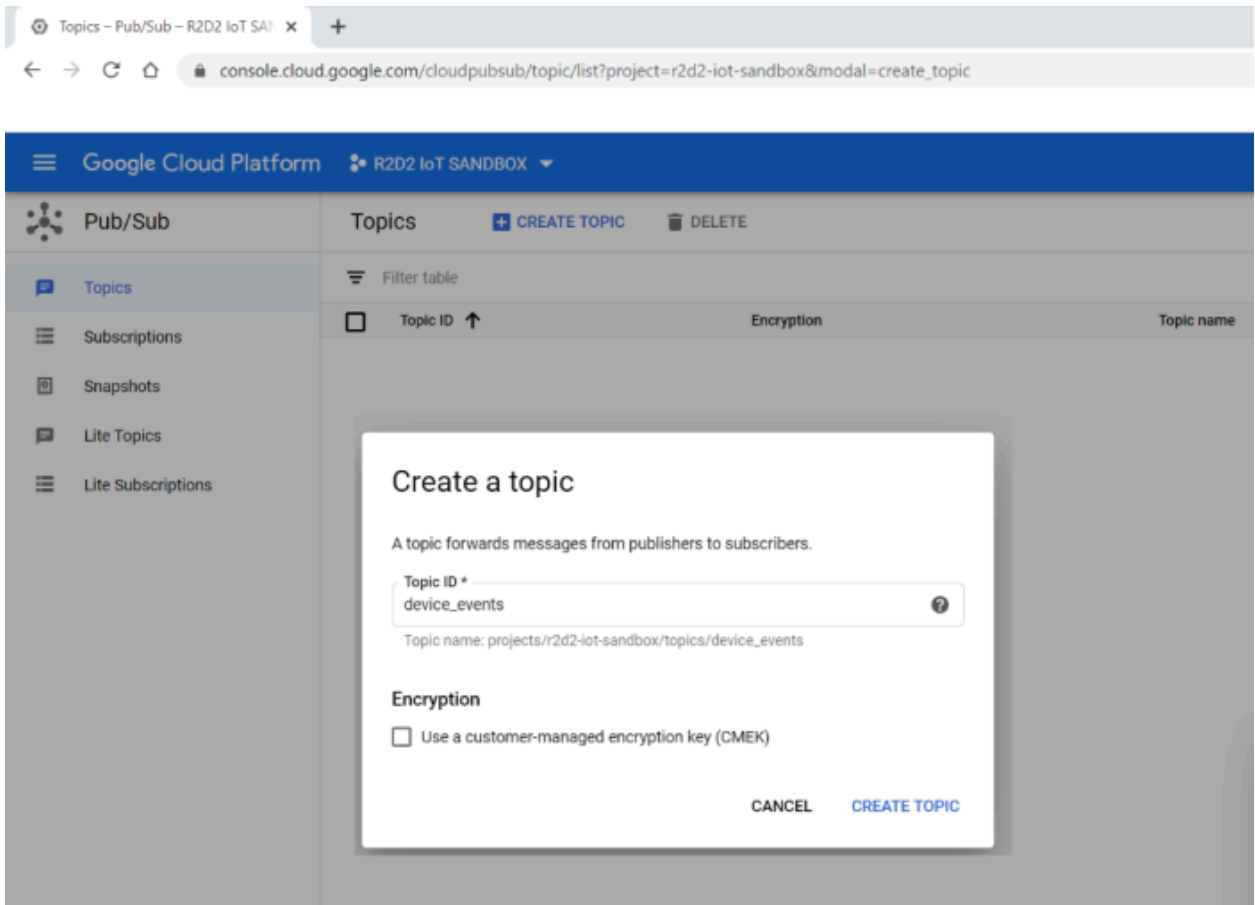 Topics – Pub/Sub – R2D2 IoT SAN
console.cloud.google.com/cloudpubsub/topic/list?project=r2d2-iot-sandbox&modal=create_topic
Google Cloud Platform R2D2 IoT SANDBOX
Pub/Sub Topics CREATE TOPIC DELETE
Topics
Filter table
Topic ID Encryption Topic name
Subscriptions
Snapshots
Lite Topics
Lite Subscriptions
Create a topic
A topic forwards messages from publishers to subscribers.
Topic ID *
device_events
Topic name: projects/r2d2-iot-sandbox/topics/device_events
Encryption
Use a customer-managed encryption key (CMEK)
CANCEL CREATE TOPIC